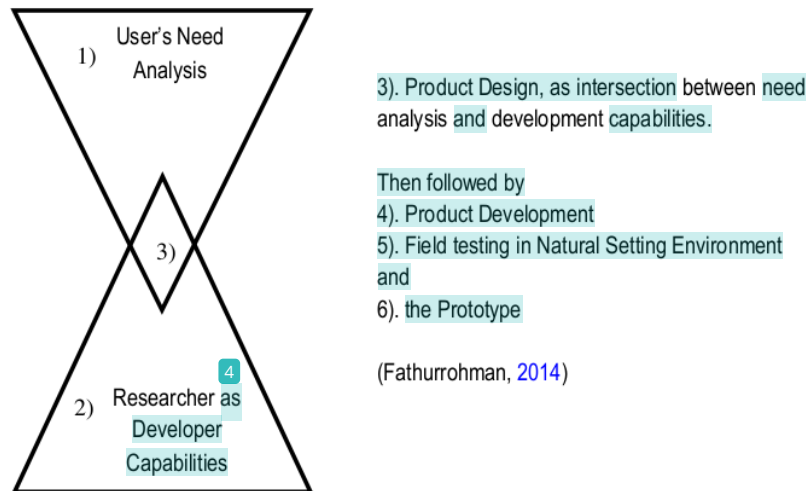 1)
User's Need
Analysis
3)
4
2)
Researcher as
Developer
Capabilities
3). Product Design, as intersection between need
analysis and development capabilities.
Then followed by
4). Product Development
5). Field testing in Natural Setting Environment
and
6). the Prototype
(Fathurrohman, 2014)